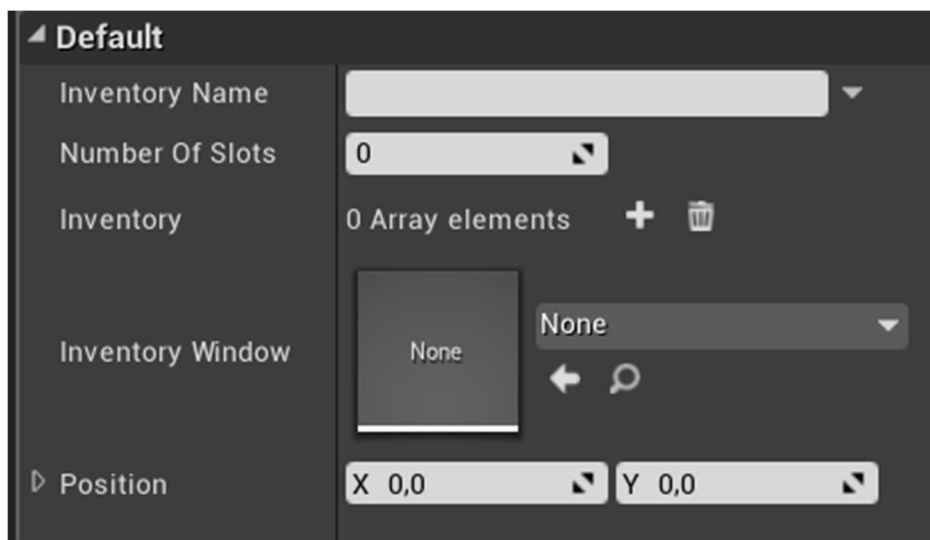 Default
Inventory Name
Number Of Slots 0
Inventory 0 Array elements
None
Inventory Window None
Position X 0,0 Y 0,0